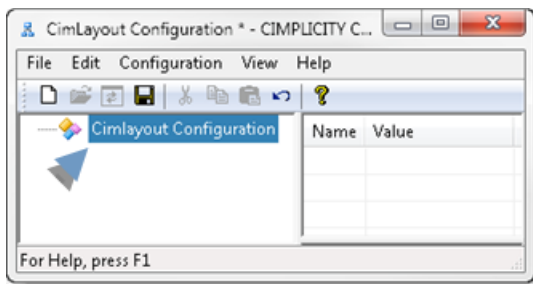 CimLayout Configuration * - CIMPLICITY C...
File Edit Configuration View Help
Cimlayout Configuration
Name Value
For Help, press F1